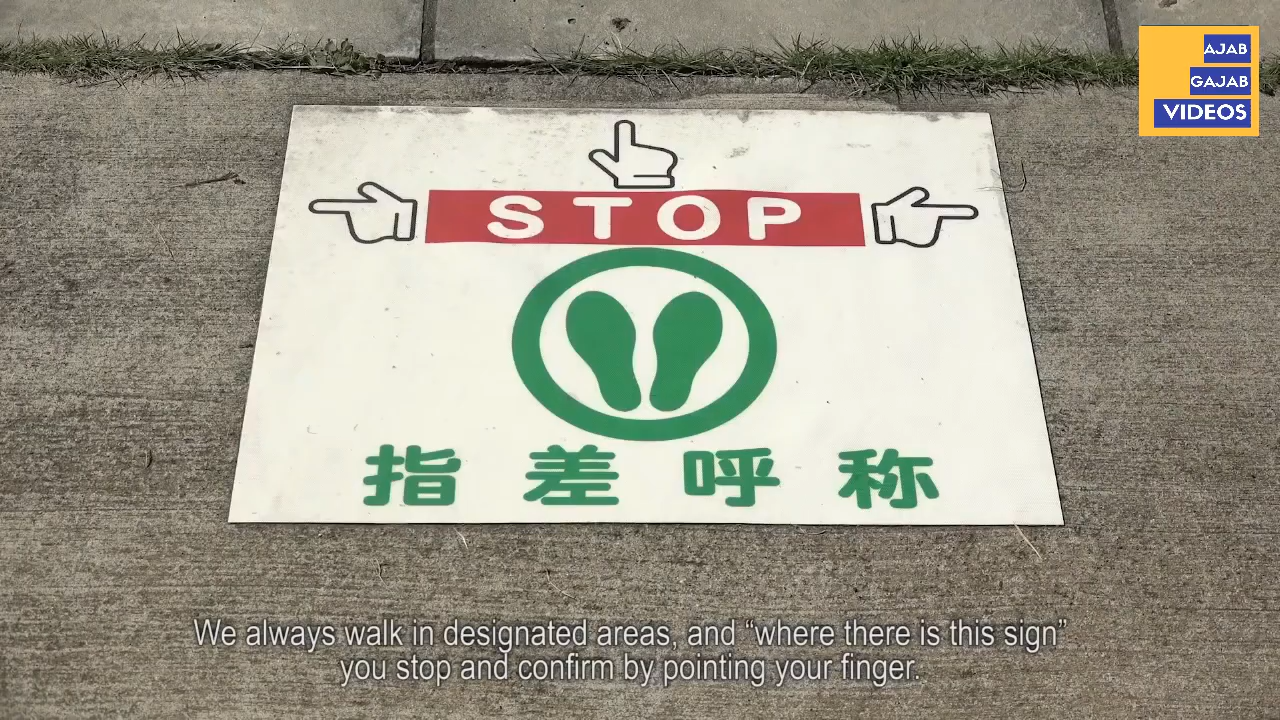 AJAB
GAJAB
VIDEOS
STOP
指差呼称
We always walk in designated areas, and “where there is this sign”
you stop and confirm by pointing your finger.